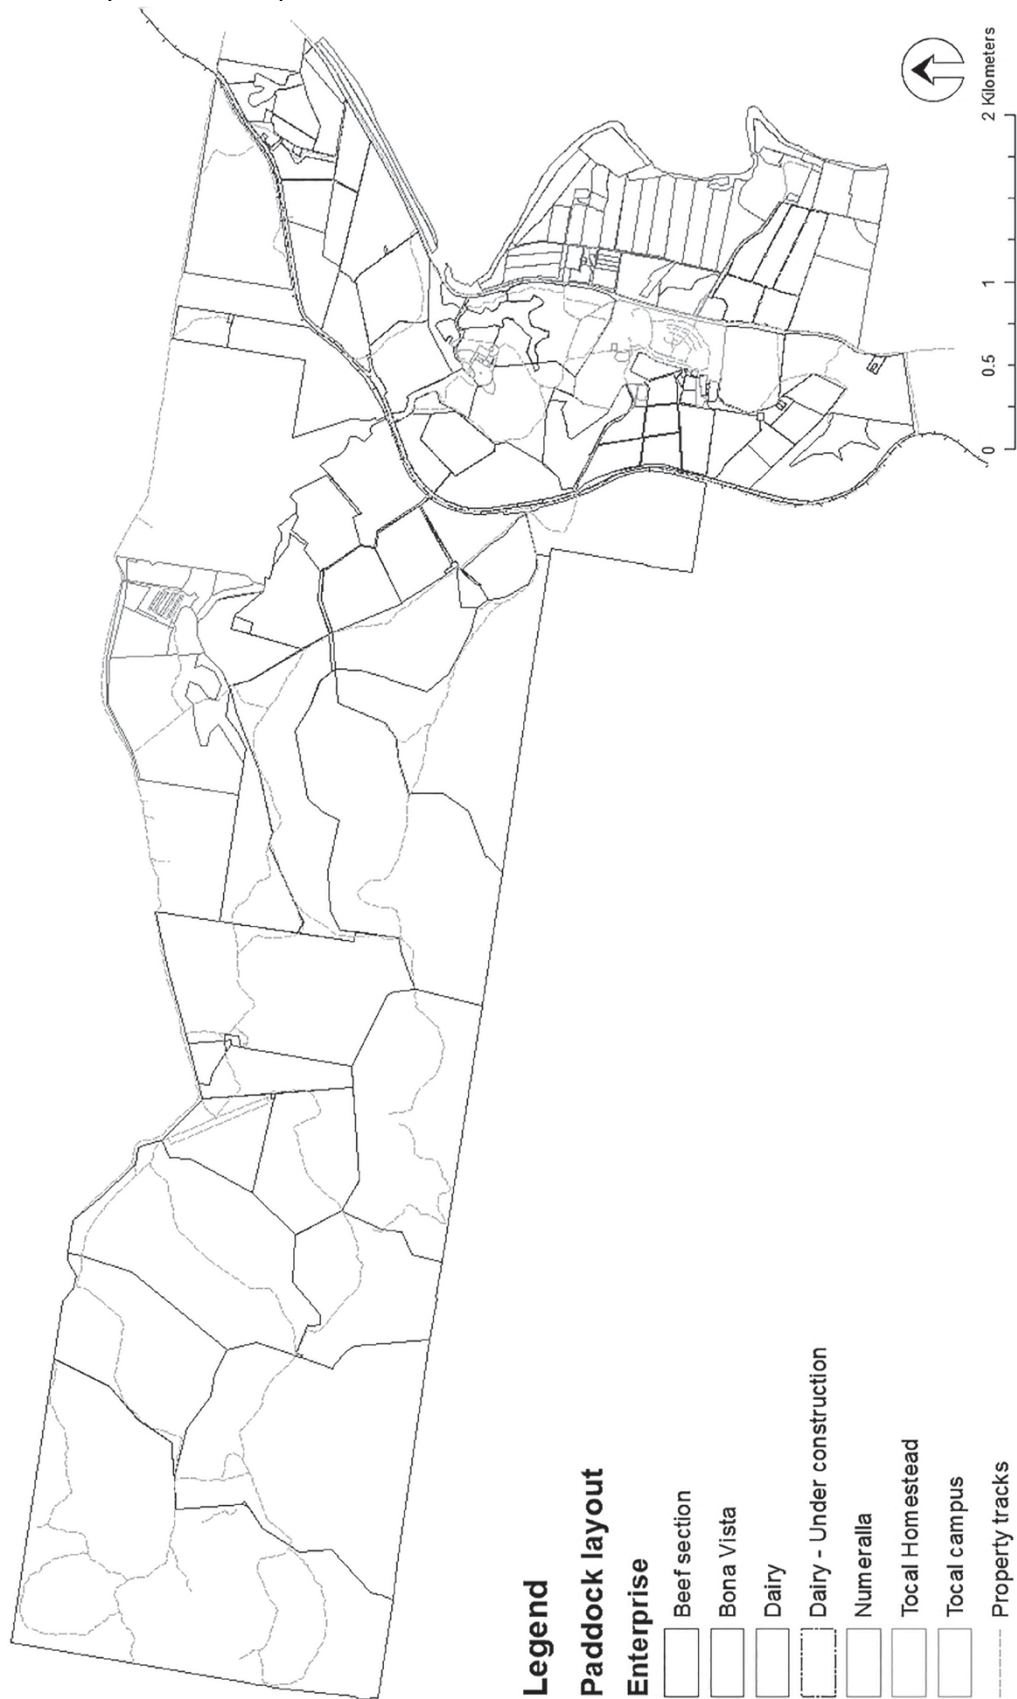 Legend
Paddock layout
Enterprise
Beef section
Bona Vista
Dairy
Dairy - Under construction
Numeralla
Tocal Homestead
Tocal campus
Property tracks
0 0.5 1 2 Kilometers